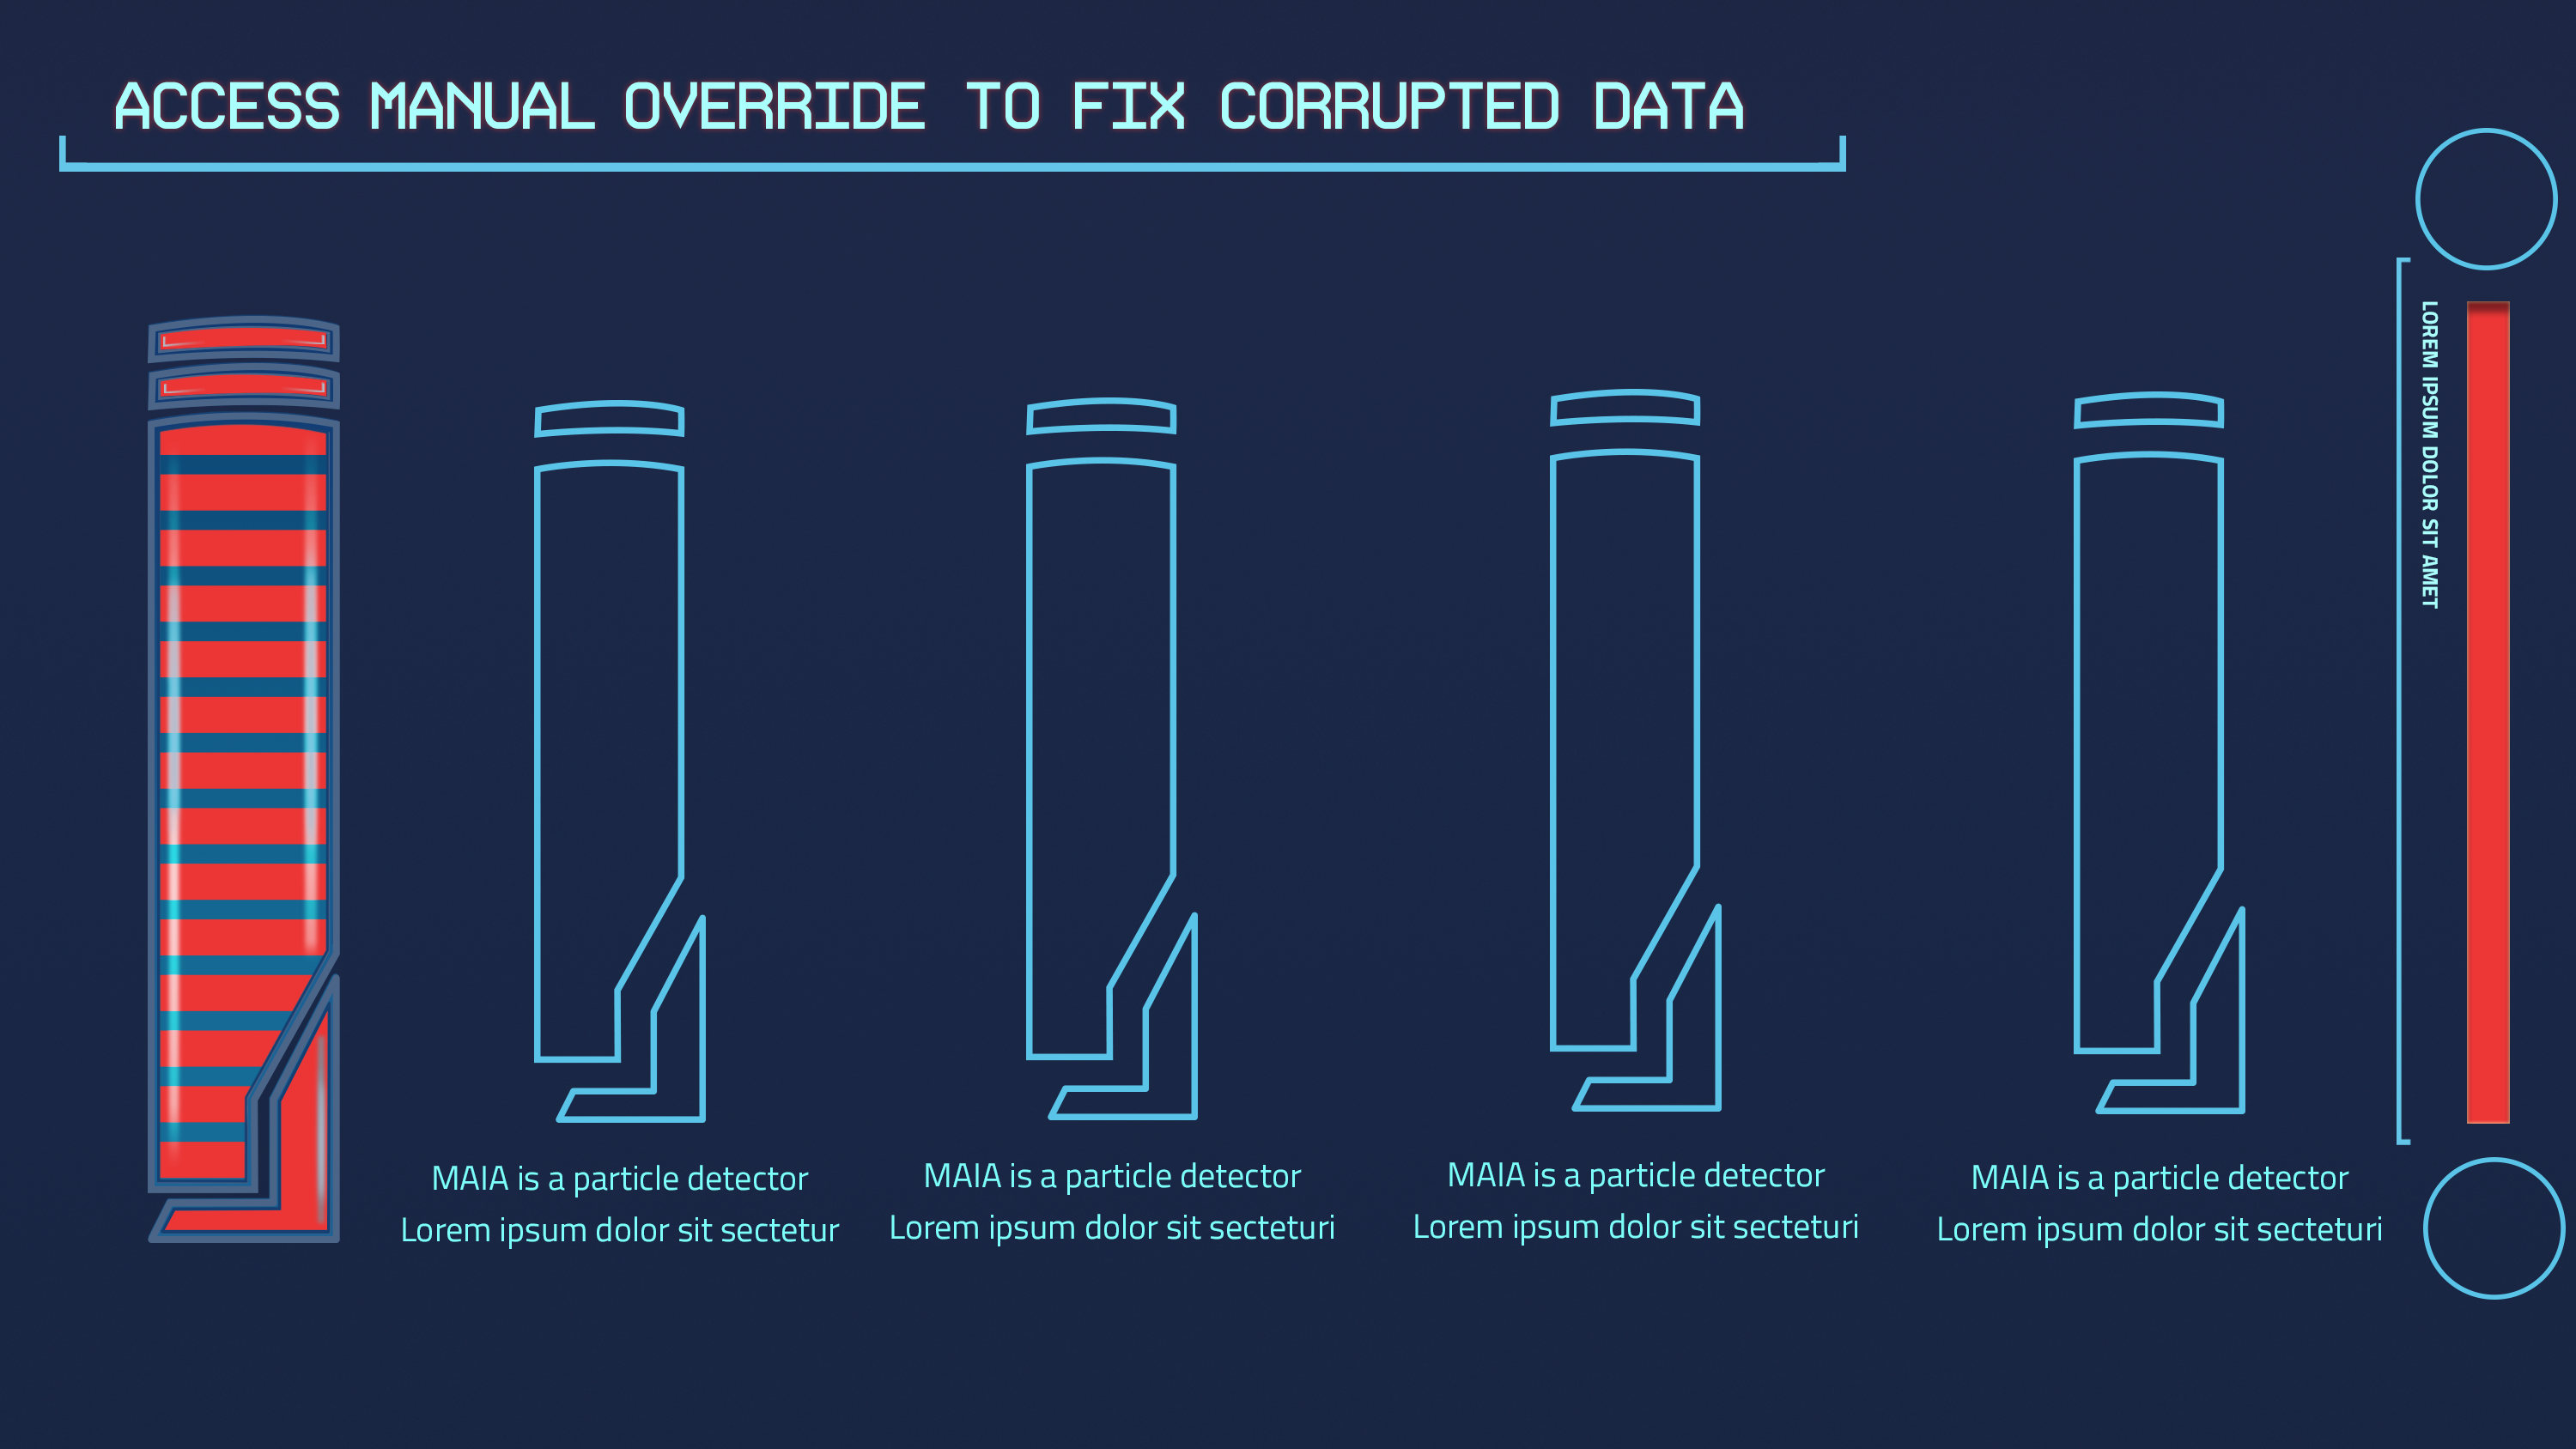 ACCESS MANUAL OVERRIDE TO FIX CORRUPTED DATA
LOREM IPSUM DOLOR SIT AMET
MAIA is a particle detector
Lorem ipsum dolor sit sectetur
MAIA is a particle detector
Lorem ipsum dolor sit secteturi
MAIA is a particle detector
Lorem ipsum dolor sit secteturi
MAIA is a particle detector
Lorem ipsum dolor sit secteturi